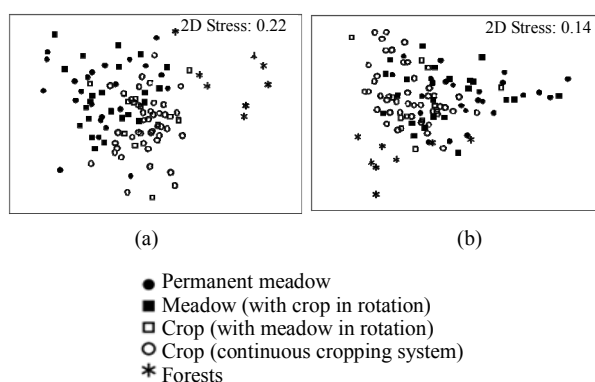 2D Stress: 0.22
2D Stress: 0.14
(a)
(b)
Permanent meadow
Meadow (with crop in rotation)
Crop (with meadow in rotation)
Crop (continuous cropping system)
Forests